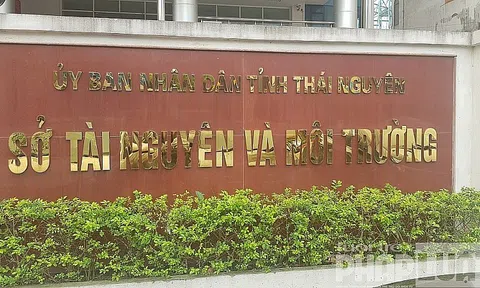 ỦY BAN NHÂN DÂN TỈNH THÁI NGUYÊN
SỞ TÀI NGUYÊN VÀ MÔI TRƯỜNG